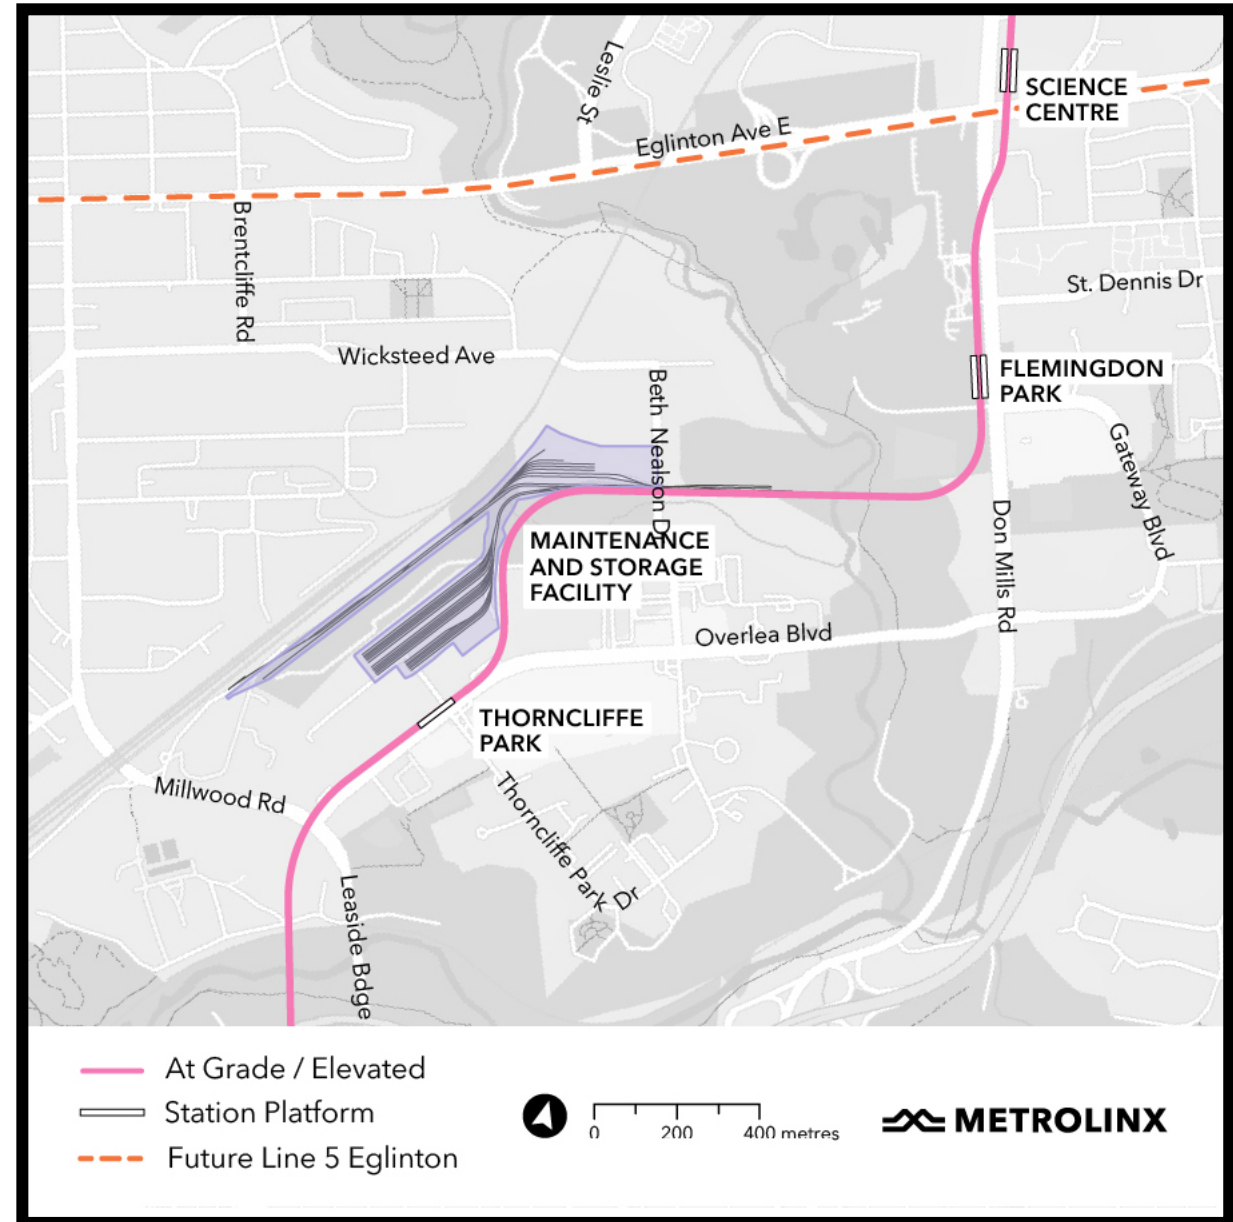 Leslie St
SCIENCE
CENTRE
Eglinton Ave E
Brentcliffe Rd
St. Dennis Dr
Wicksteed Ave
FLEMINGDON
PARK
Beth Nealson Dr
Gateway Blvd
Don Mills Rd
MAINTENANCE
AND STORAGE
FACILITY
Overlea Blvd
THORNCLIFFE
PARK
Millwood Rd
Thorncliffe Park Dr
Leaside Bdge
At Grade / Elevated
Station Platform
Future Line 5 Eglinton
0 200 400 metres
METROLINX